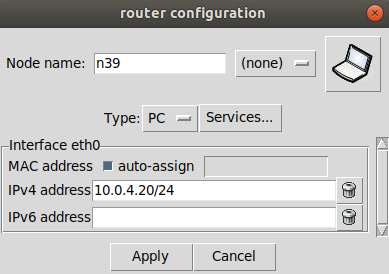 router configuration
Node name: n39 (none)
Type: PC Services...
Interface eth0
MAC address auto-assign
IPv4 address 10.0.4.20/24
IPv6 address
Apply Cancel